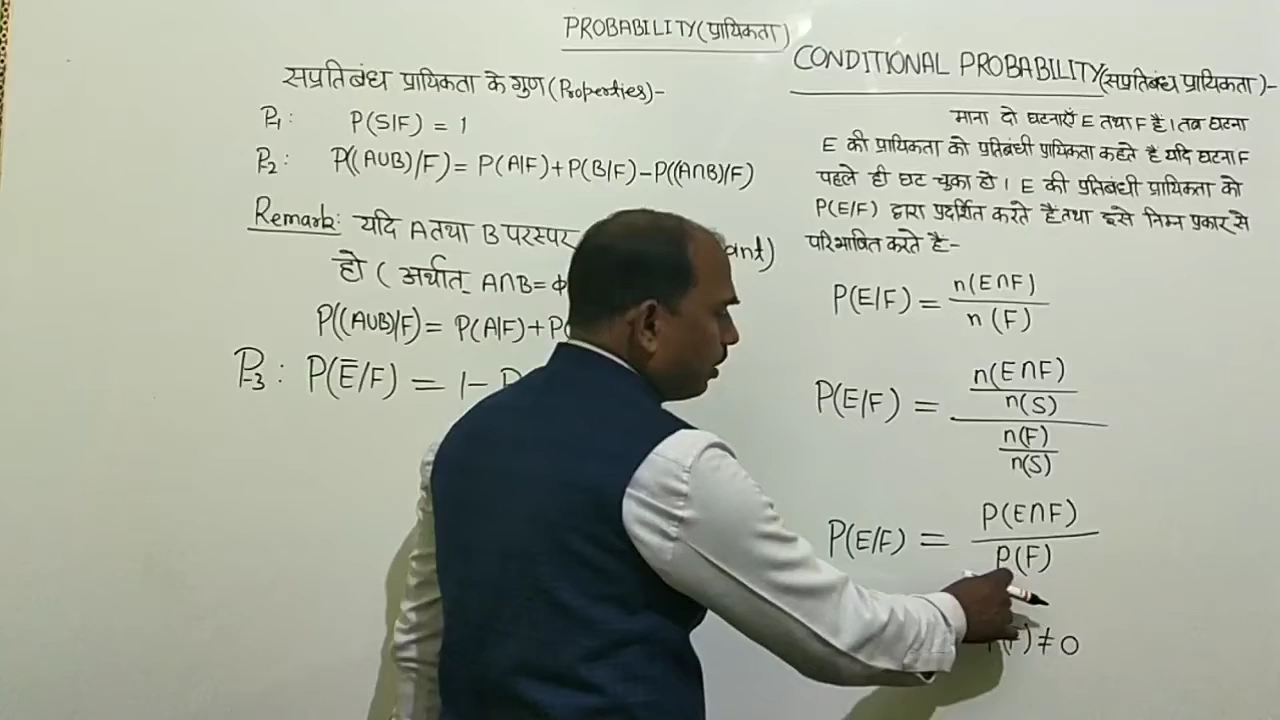 PROBABILITY(प्रायिकता)
सप्रतिबंध प्रायिकता के गुण (Properties)-
P₁: P(S/F) = 1
P₂: P((A∪B)/F) = P(A/F)+P(B/F)-P((A∩B)/F)
Remark: यदि A तथा B परस्पर
हो ( अर्थात् A∩B=ϕ
P((A∪B)/F) = P(A/F)+P(
P₃: P(Ē/F) = 1-
CONDITIONAL PROBABILITY(सप्रतिबंध प्रायिकता)-
माना दो घटनाएँ E तथा F है। तब घटना
E की प्रायिकता को प्रतिबंधी प्रायिकता कहते है यदि घटना F
पहले ही घट चुका हो। E की प्रतिबंधी प्रायिकता को
P(E/F) द्वारा प्रदर्शित करते है तथा इसे निम्न प्रकार से
परिभाषित करते है-
P(E/F) = n(E∩F) / n(F)
P(E/F) = n(E∩F) / n(S) / n(F) / n(S)
P(E/F) = P(E∩F) / P(F)
P(F) ≠ 0